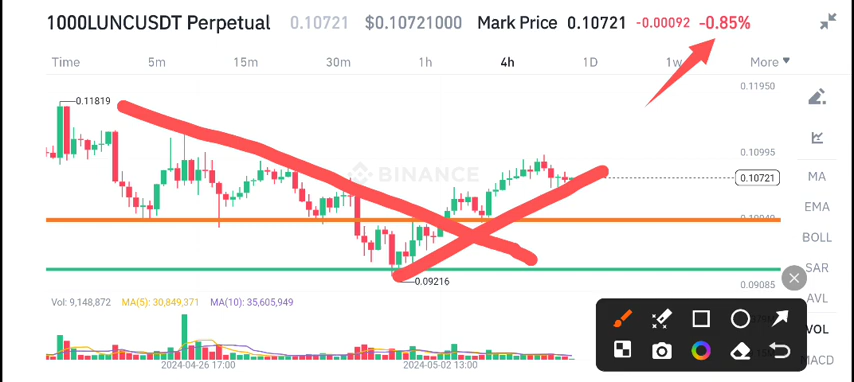 1000LUNCUSDT Perpetual 0.10721 $0.10721000 Mark Price 0.10721 -0.00092 -0.85%
Time 5m 15m 30m 1h 4h 1D 1w More
0.11950
0.11819
0.10995
BINANCE
MA
0.10721
EMA
BOLL
SAR
0.09216
0.09085
AVL
Vol: 9,148,872 MA(5): 30,849,371 MA(10): 35,605,949
VOL
MACD
2024-04-26 17:00 2024-05-02 13:00